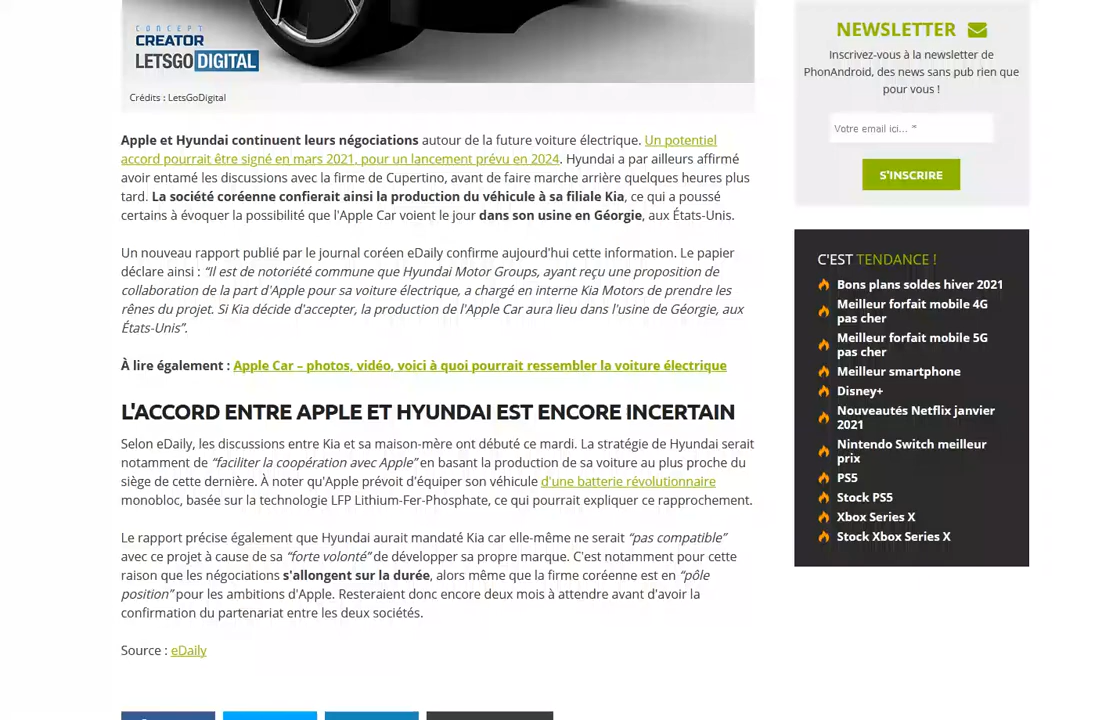 CONCEPT
CREATOR
LETSGODIGITAL
Crédits : LetsGoDigital
Apple et Hyundai continuent leurs négociations autour de la future voiture électrique. Un potentiel
accord pourrait être signé en mars 2021, pour un lancement prévu en 2024. Hyundai a par ailleurs affirmé
avoir entamé les discussions avec la firme de Cupertino, avant de faire marche arrière quelques heures plus
tard. La société coréenne confierait ainsi la production du véhicule à sa filiale Kia, ce qui a poussé
certains à évoquer la possibilité que l'Apple Car voient le jour dans son usine en Géorgie, aux États-Unis.
Un nouveau rapport publié par le journal coréen eDaily confirme aujourd'hui cette information. Le papier
déclare ainsi : “Il est de notoriété commune que Hyundai Motor Groups, ayant reçu une proposition de
collaboration de la part d'Apple pour sa voiture électrique, a chargé en interne Kia Motors de prendre les
rênes du projet. Si Kia décide d'accepter, la production de l'Apple Car aura lieu dans l'usine de Géorgie, aux
États-Unis”.
À lire également : Apple Car – photos, vidéo, voici à quoi pourrait ressembler la voiture électrique
L'ACCORD ENTRE APPLE ET HYUNDAI EST ENCORE INCERTAIN
Selon eDaily, les discussions entre Kia et sa maison-mère ont débuté ce mardi. La stratégie de Hyundai serait
notamment de “faciliter la coopération avec Apple” en basant la production de sa voiture au plus proche du
siège de cette dernière. À noter qu'Apple prévoit d'équiper son véhicule d'une batterie révolutionnaire
monobloc, basée sur la technologie LFP Lithium-Fer-Phosphate, ce qui pourrait expliquer ce rapprochement.
Le rapport précise également que Hyundai aurait mandaté Kia car elle-même ne serait “pas compatible”
avec ce projet à cause de sa “forte volonté” de développer sa propre marque. C'est notamment pour cette
raison que les négociations s'allongent sur la durée, alors même que la firme coréenne est en “pôle
position” pour les ambitions d'Apple. Resteraient donc encore deux mois à attendre avant d'avoir la
confirmation du partenariat entre les deux sociétés.
Source : eDaily
NEWSLETTER
Inscrivez-vous à la newsletter de
PhonAndroid, des news sans pub rien que
pour vous !
Votre email ici... *
S'INSCRIRE
C'EST TENDANCE !
Bons plans soldes hiver 2021
Meilleur forfait mobile 4G
pas cher
Meilleur forfait mobile 5G
pas cher
Meilleur smartphone
Disney+
Nouveautés Netflix janvier
2021
Nintendo Switch meilleur
prix
PS5
Stock PS5
Xbox Series X
Stock Xbox Series X